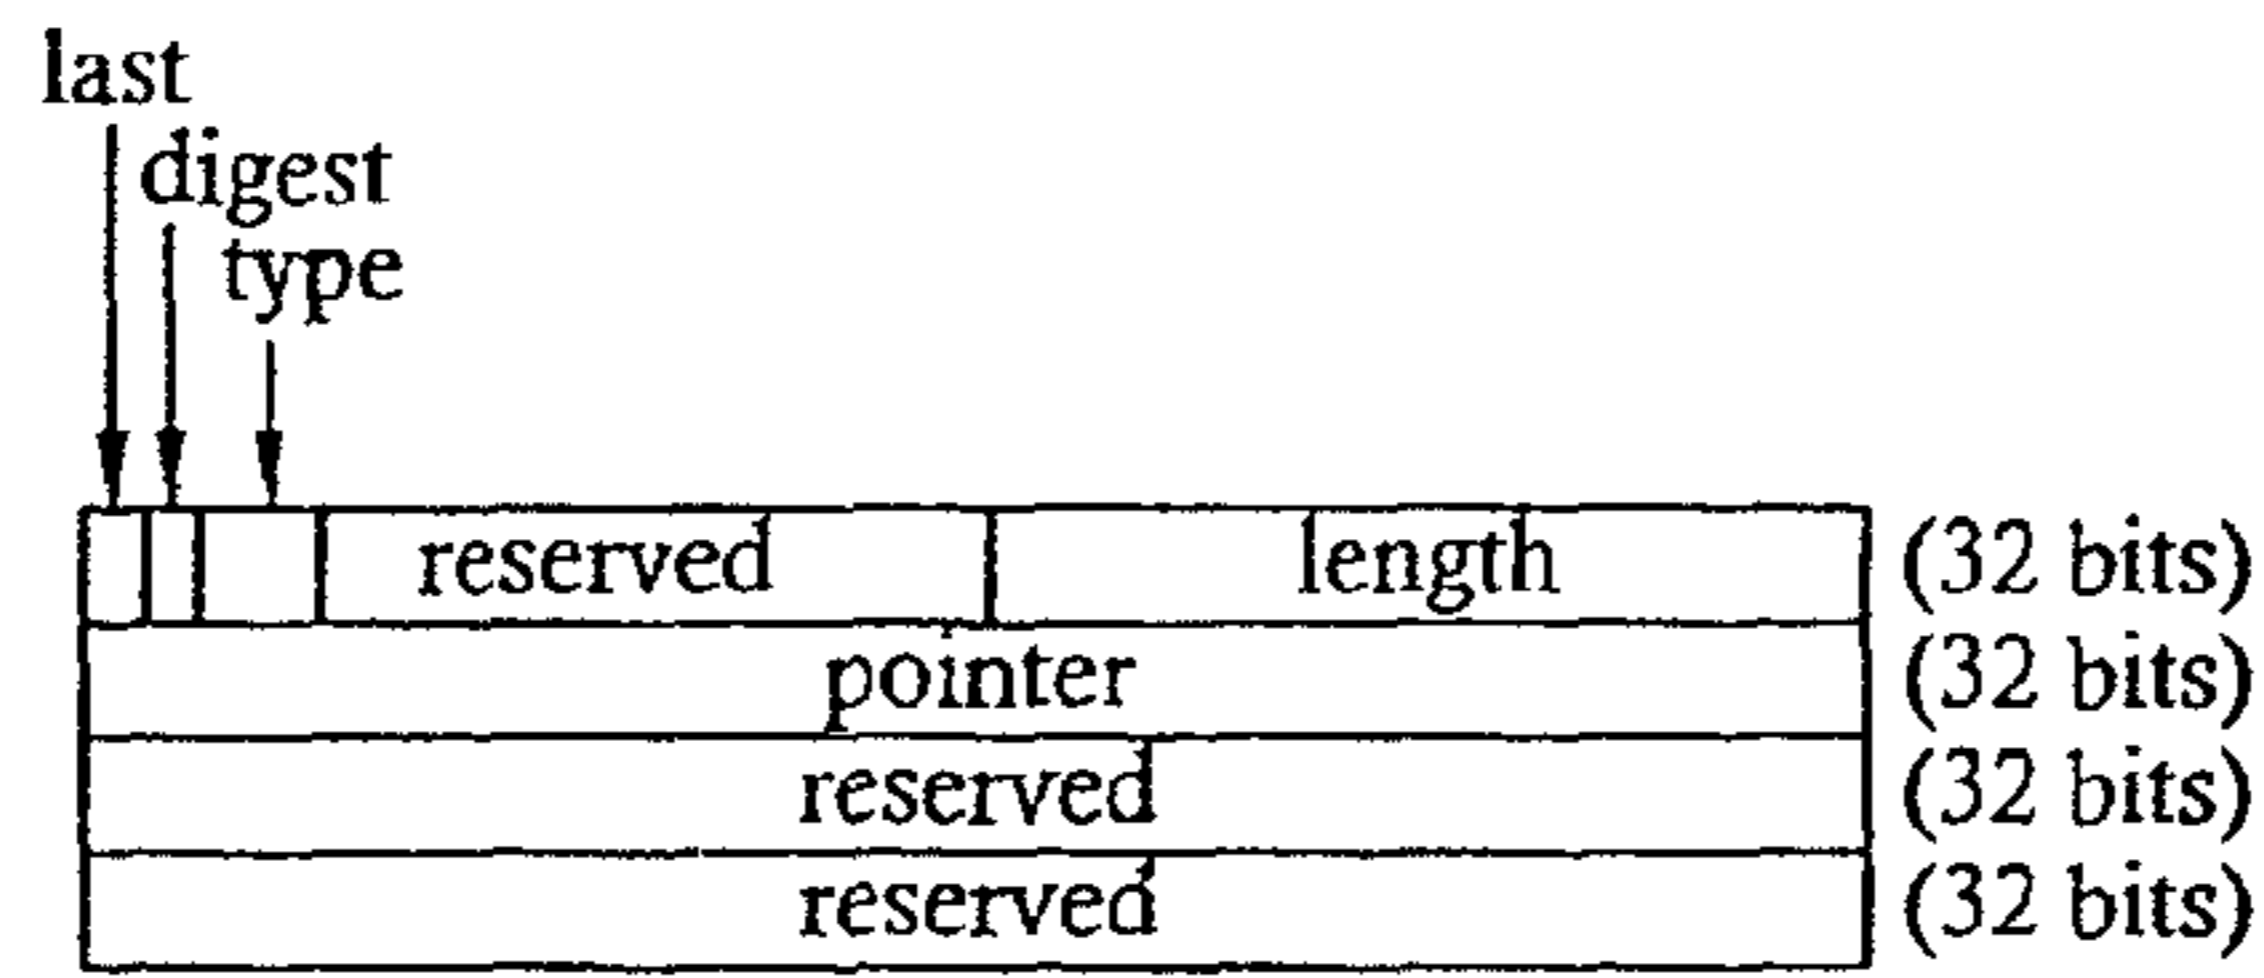 last
digest
type
reserved length (32 bits)
pointer (32 bits)
reserved (32 bits)
reserved (32 bits)